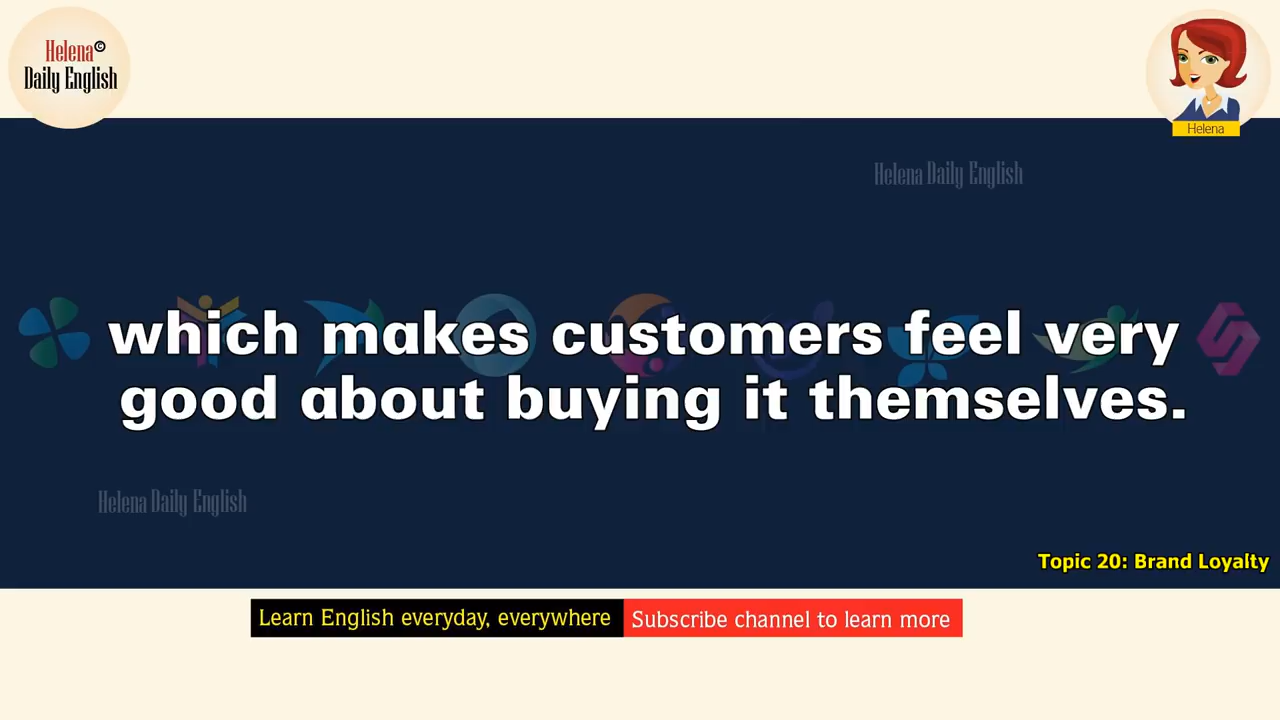 Helena©
Daily English
Helena
Helena Daily English
which makes customers feel very
good about buying it themselves.
Helena Daily English
Topic 20: Brand Loyalty
Learn English everyday, everywhere
Subscribe channel to learn more